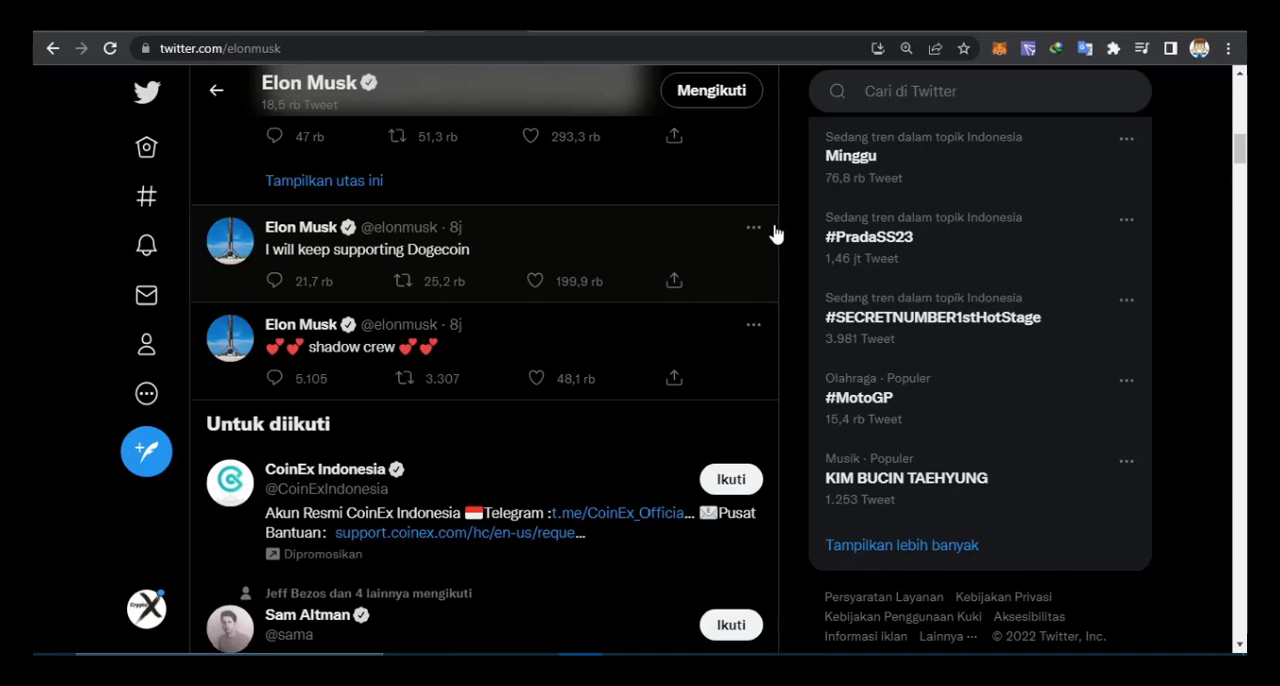 twitter.com/elonmusk
Elon Musk
18,5 rb Tweet
Mengikuti
47 rb
51,3 rb
293,3 rb
Tampilkan utas ini
Elon Musk @elonmusk · 8j
I will keep supporting Dogecoin
21,7 rb
25,2 rb
199,9 rb
Elon Musk @elonmusk · 8j
💕💕 shadow crew 💕💕
5.105
3.307
48,1 rb
Untuk diikuti
CoinEx Indonesia
@CoinExIndonesia
Ikuti
Akun Resmi CoinEx Indonesia 🇮🇩Telegram :t.me/CoinEx_Officia... 📨Pusat
Bantuan: support.coinex.com/hc/en-us/reque...
Dipromosikan
Jeff Bezos dan 4 lainnya mengikuti
Sam Altman
@sama
Ikuti
Cari di Twitter
Sedang tren dalam topik Indonesia
Minggu
76,8 rb Tweet
Sedang tren dalam topik Indonesia
#PradaSS23
1,46 jt Tweet
Sedang tren dalam topik Indonesia
#SECRETNUMBER1stHotStage
3.981 Tweet
Olahraga · Populer
#MotoGP
15,4 rb Tweet
Musik · Populer
KIM BUCIN TAEHYUNG
1.253 Tweet
Tampilkan lebih banyak
Persyaratan Layanan Kebijakan Privasi
Kebijakan Penggunaan Kuki Aksesibilitas
Informasi iklan Lainnya ··· © 2022 Twitter, Inc.